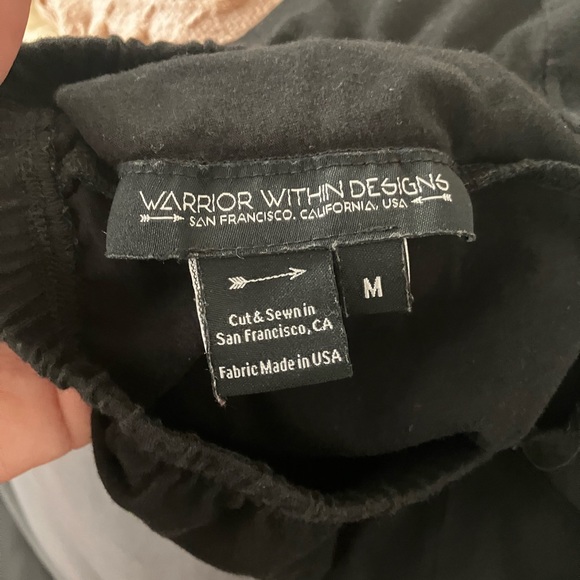 WARRIOR WITHIN DESIGNS
SAN FRANCISCO, CALIFORNIA, USA
M
Cut & Sewn in
San Francisco, CA
Fabric Made in USA